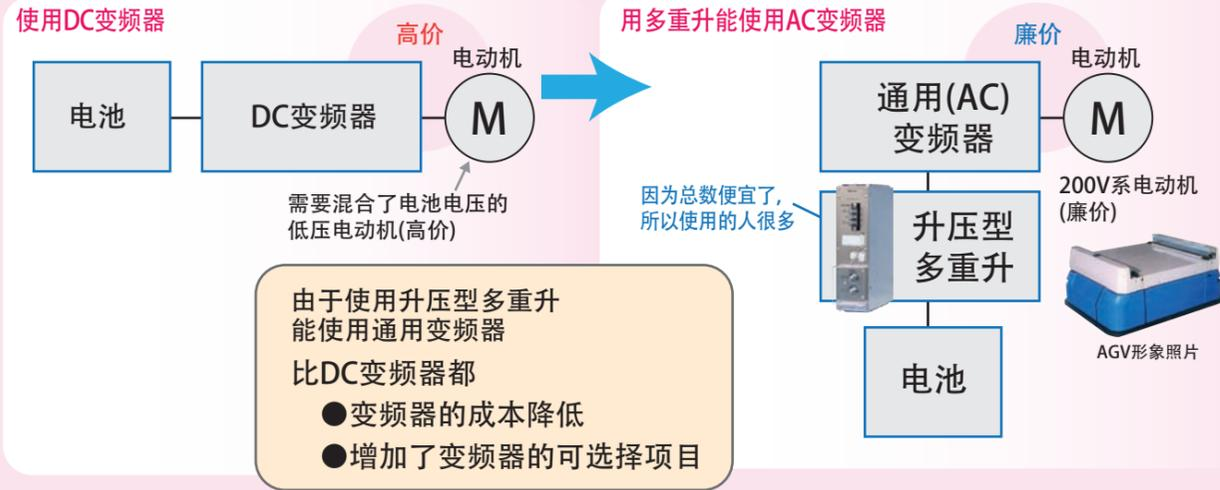 使用DC变频器
高价
电动机
电池
DC变频器
M
需要混合了电池电压的
低压电动机(高价)
用多重升能使用AC变频器
廉价
电动机
通用(AC)
变频器
M
200V系电动机
(廉价)
因为总数便宜了,
所以使用的人很多
升压型
多重升
AGV形象照片
电池
由于使用升压型多重升
能使用通用变频器
比DC变频器都
●变频器的成本降低
●增加了变频器的可选择项目